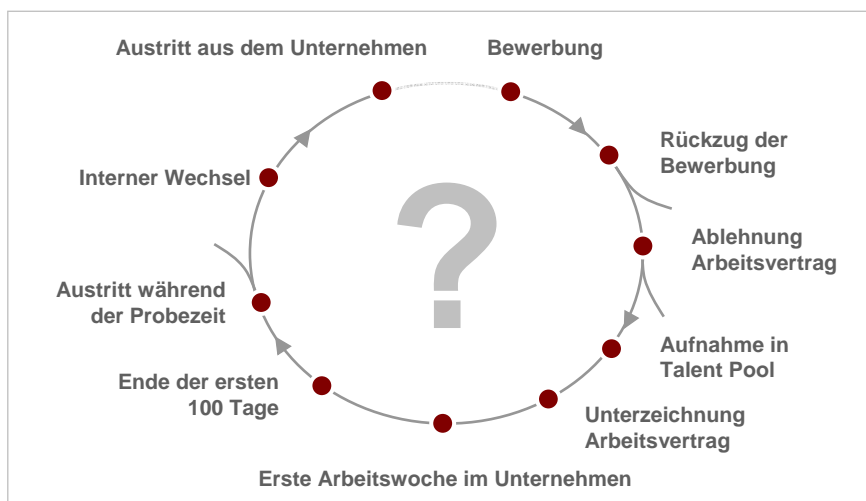 Austritt aus dem Unternehmen
Bewerbung
Rückzug der
Bewerbung
Ablehnung
Arbeitsvertrag
Aufnahme in
Talent Pool
Unterzeichnung
Arbeitsvertrag
Erste Arbeitswoche im Unternehmen
Ende der ersten
100 Tage
Austritt während
der Probezeit
Interner Wechsel
?